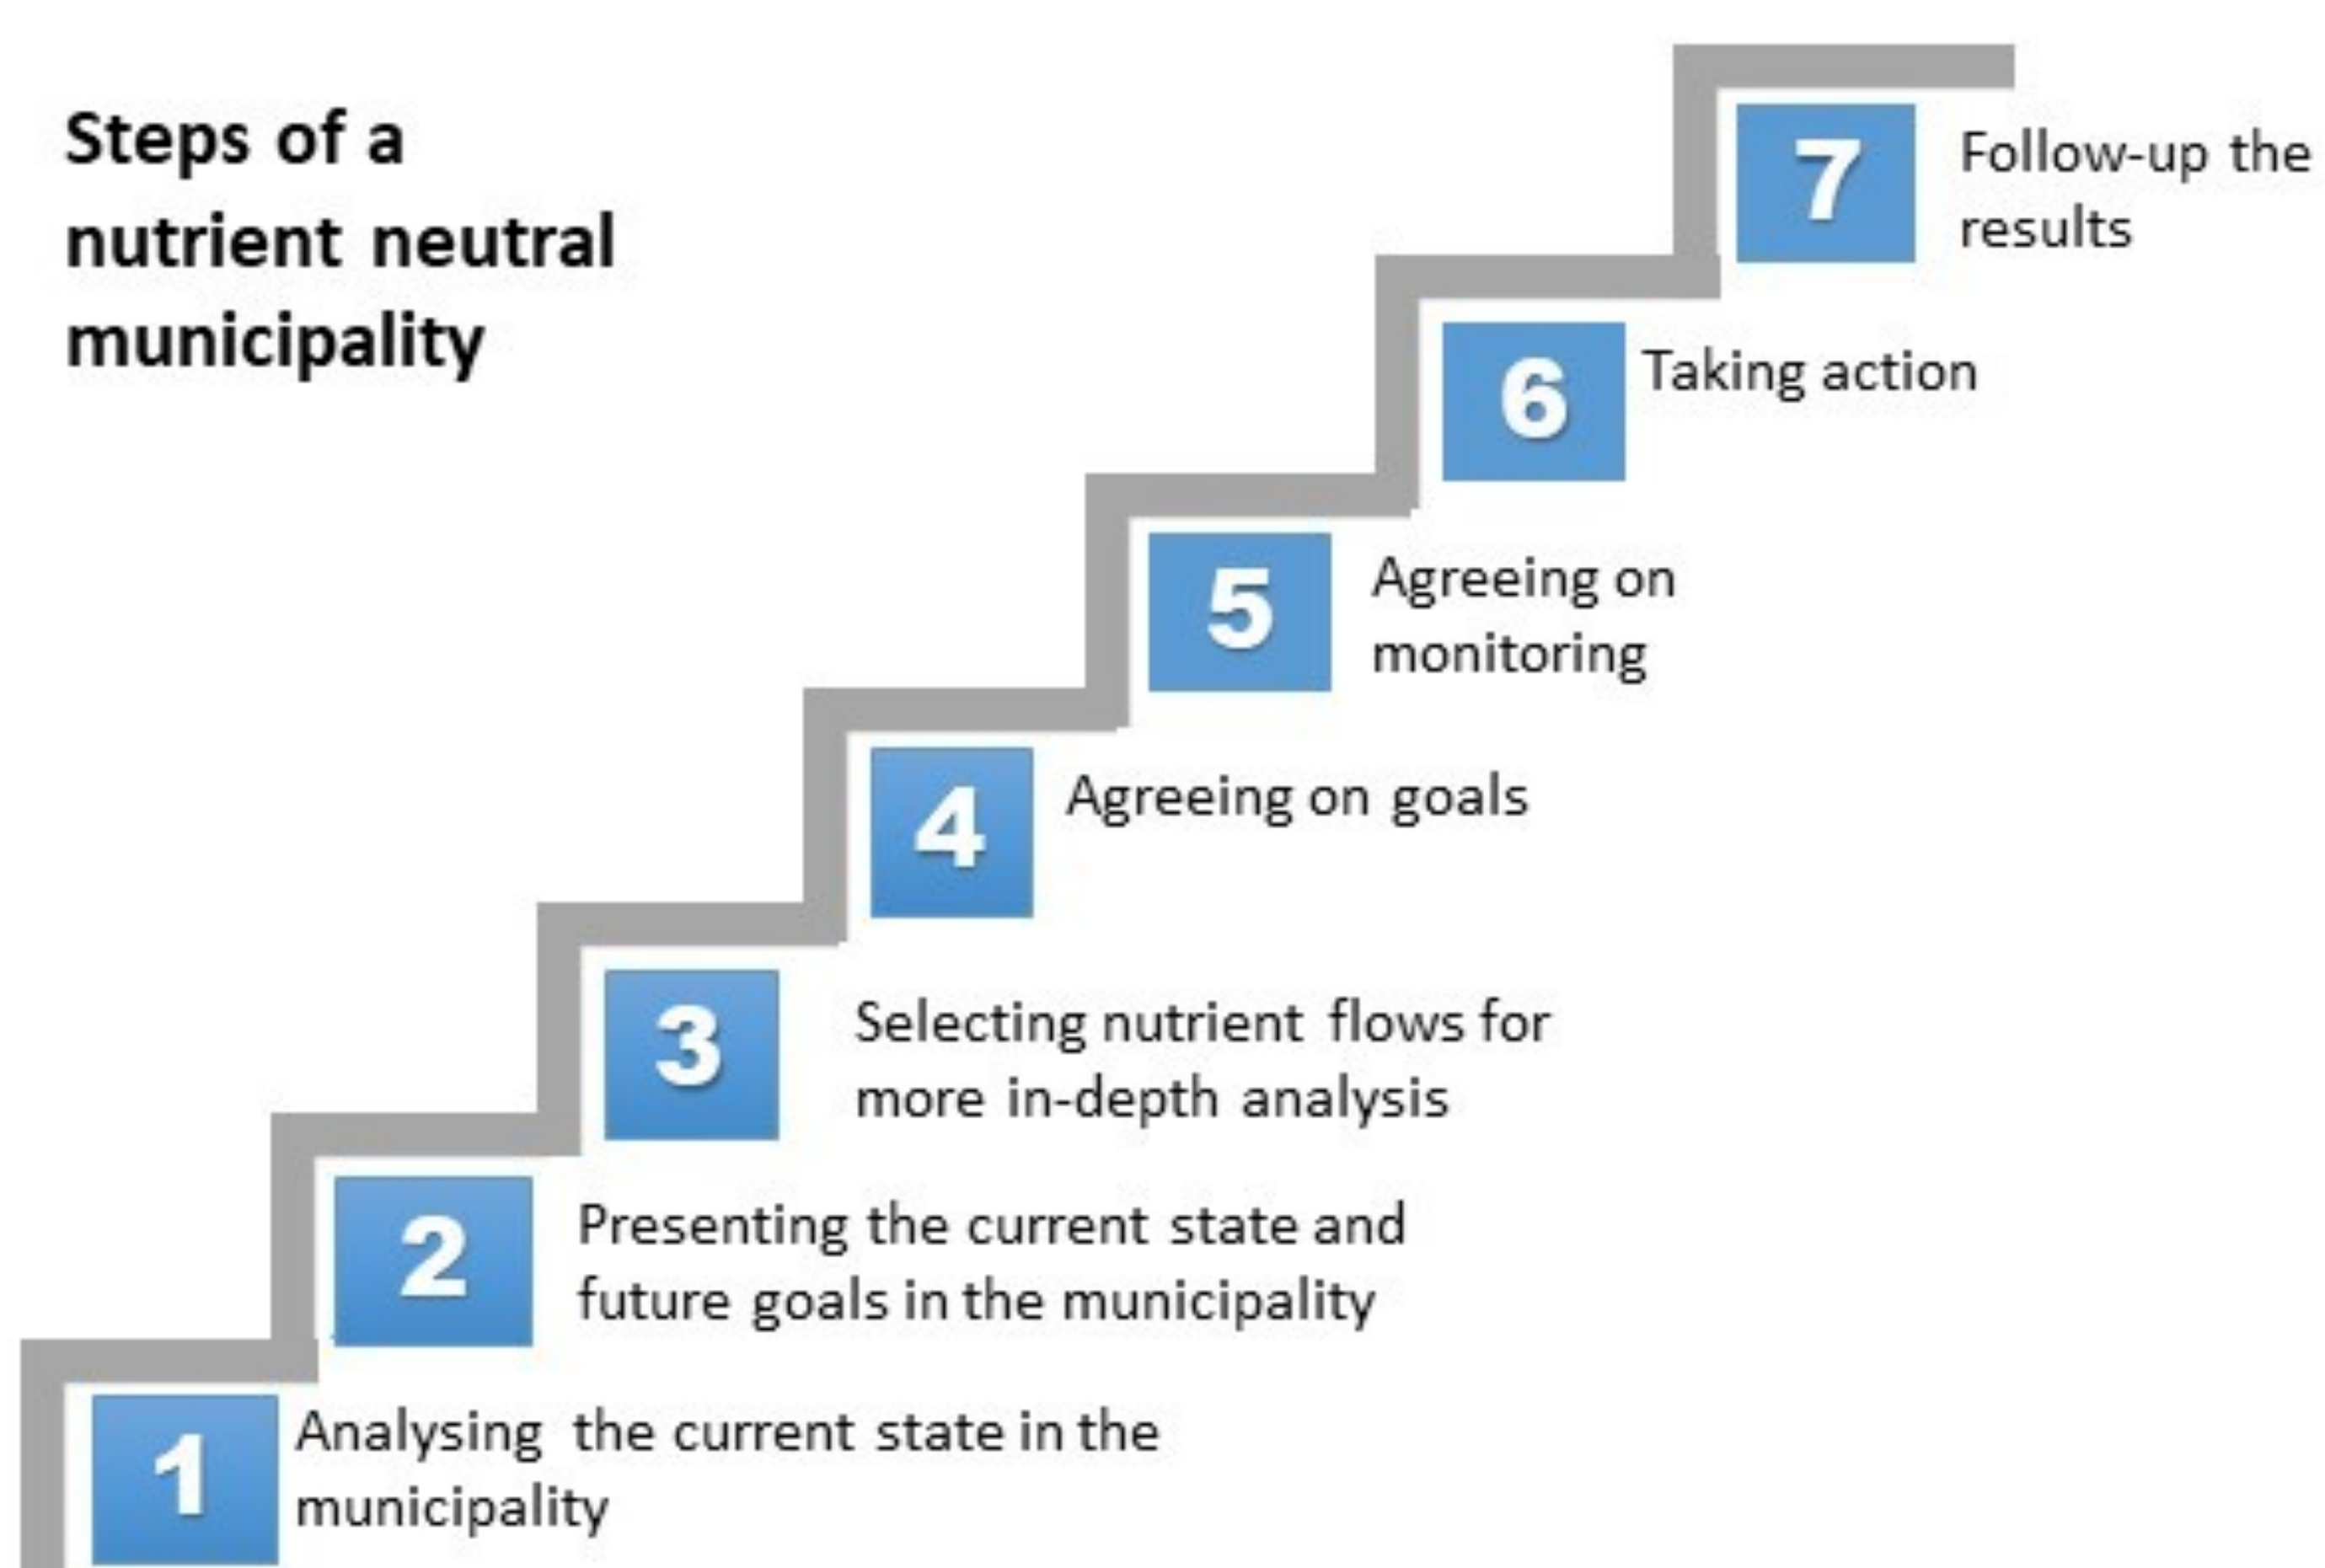 Steps of a
nutrient neutral
municipality
7
Follow-up the
results
6
Taking action
5
Agreeing on
monitoring
4
Agreeing on goals
3
Selecting nutrient flows for
more in-depth analysis
2
Presenting the current state and
future goals in the municipality
1
Analysing the current state in the
municipality